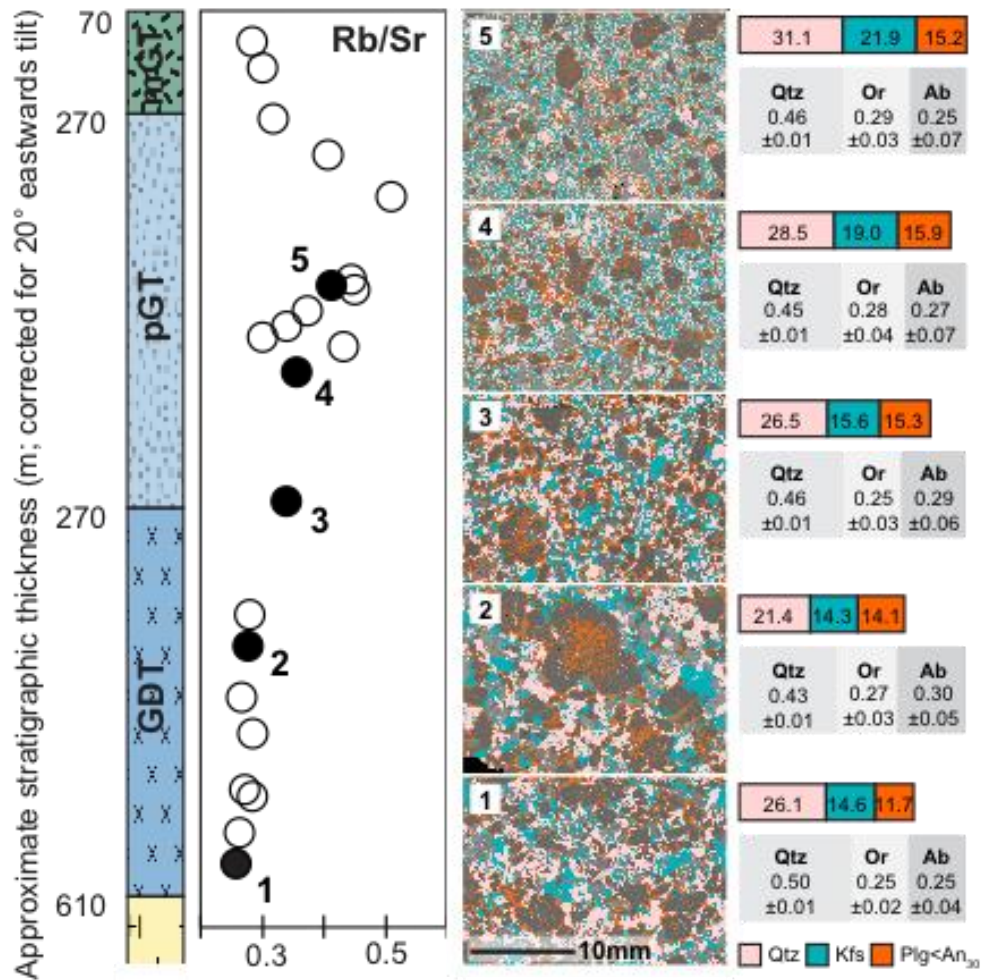 Approximate stratigraphic thickness (m; corrected for 20° eastwards tilt)
70
270
270
610
mGT
pGT
GDT
Rb/Sr
5
4
3
2
1
0.3
0.5
5
4
3
2
1
10mm
31.1 21.9 15.2
Qtz Or Ab
0.46 0.29 0.25
±0.01 ±0.03 ±0.07
28.5 19.0 15.9
Qtz Or Ab
0.45 0.28 0.27
±0.01 ±0.04 ±0.07
26.5 15.6 15.3
Qtz Or Ab
0.46 0.25 0.29
±0.01 ±0.03 ±0.06
21.4 14.3 14.1
Qtz Or Ab
0.43 0.27 0.30
±0.01 ±0.03 ±0.05
26.1 14.6 11.7
Qtz Or Ab
0.50 0.25 0.25
±0.01 ±0.02 ±0.04
Qtz Kfs Plg<An₃₀